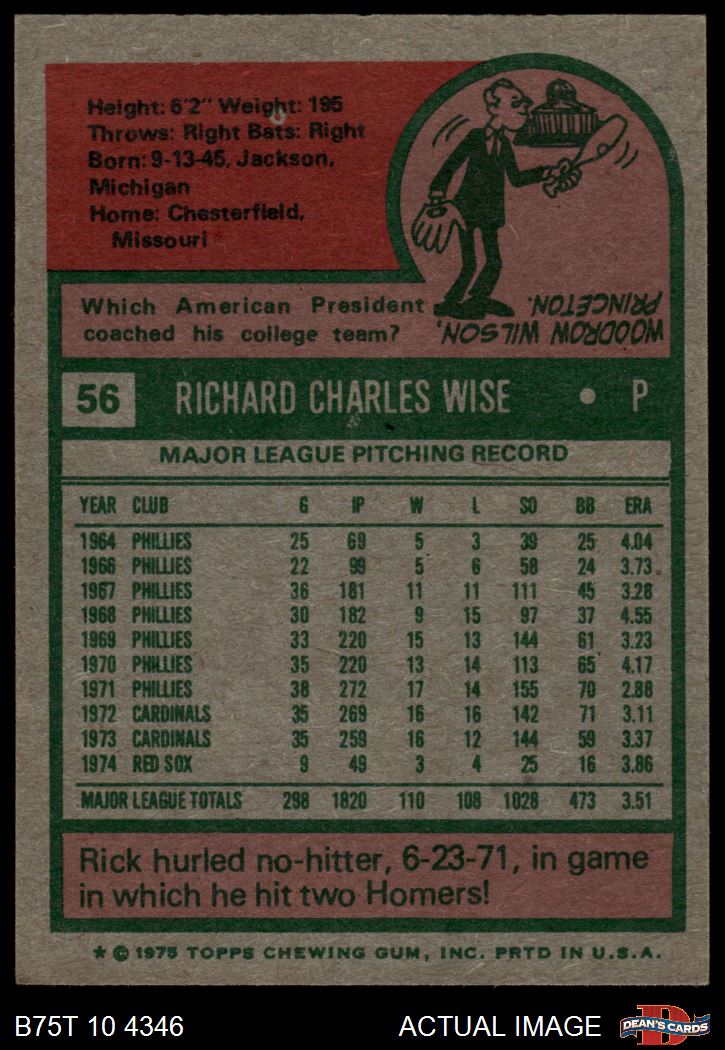 Height: 6'2" Weight: 195
Throws: Right Bats: Right
Born: 9-13-45, Jackson,
Michigan
Home: Chesterfield,
Missouri
Which American President
coached his college team?
WOODROW WILSON,
PRINCETON.
56 RICHARD CHARLES WISE • P
MAJOR LEAGUE PITCHING RECORD
YEAR CLUB G IP W L SO BB ERA
1964 PHILLIES 25 69 5 3 39 25 4.04
1966 PHILLIES 22 99 5 6 58 24 3.73
1967 PHILLIES 36 181 11 11 111 45 3.28
1968 PHILLIES 30 182 9 15 97 37 4.55
1969 PHILLIES 33 220 15 13 144 61 3.23
1970 PHILLIES 35 220 13 14 113 65 4.17
1971 PHILLIES 38 272 17 14 155 70 2.88
1972 CARDINALS 35 269 16 16 142 71 3.11
1973 CARDINALS 35 259 16 12 144 59 3.37
1974 RED SOX 9 49 3 4 25 16 3.86
MAJOR LEAGUE TOTALS 298 1820 110 108 1028 473 3.51
Rick hurled no-hitter, 6-23-71, in game
in which he hit two Homers!
* © 1975 TOPPS CHEWING GUM, INC. PRTD IN U.S.A.
B75T 10 4346 ACTUAL IMAGE DEAN'S CARDS